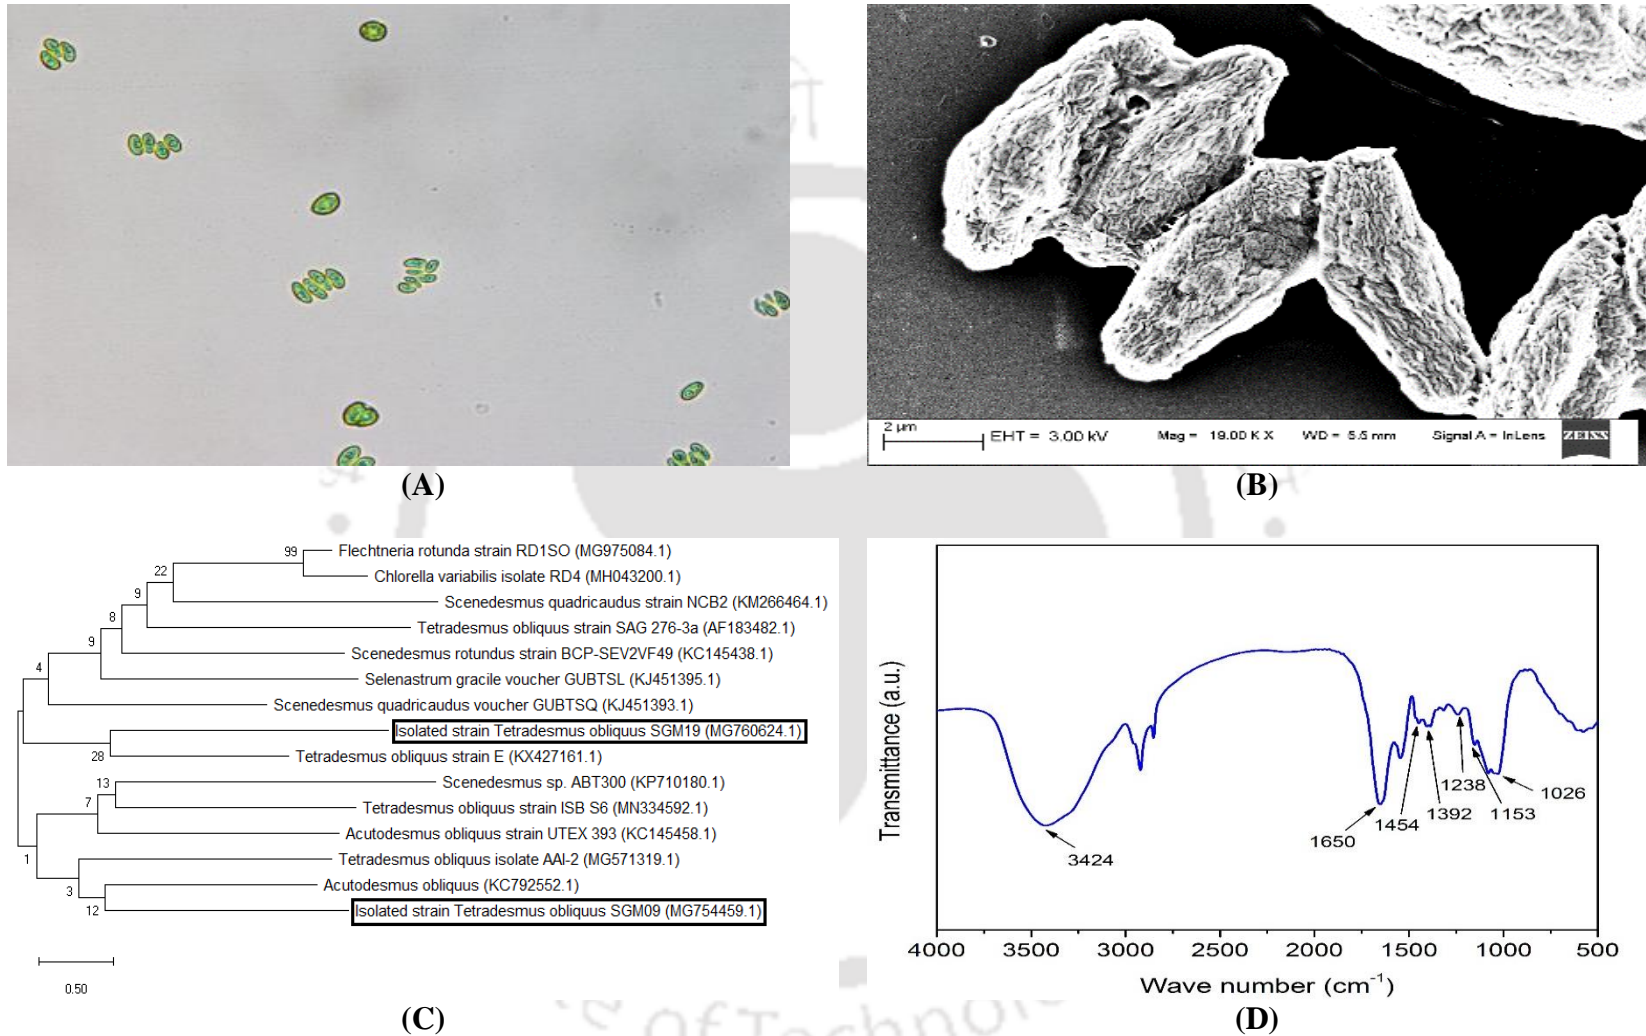 2 µm
EHT = 3.00 kV
Mag = 19.00 K X
WD = 5.5 mm
Signal A = InLens
ZEISS
(A)
(B)
99
Flechtneria rotunda strain RD1SO (MG975084.1)
Chlorella variabilis isolate RD4 (MH043200.1)
22
Scenedesmus quadricaudus strain NCB2 (KM266464.1)
9
Tetradesmus obliquus strain SAG 276-3a (AF183482.1)
8
Scenedesmus rotundus strain BCP-SEV2VF49 (KC145438.1)
9
Selenastrum gracile voucher GUBTSL (KJ451395.1)
4
Scenedesmus quadricaudus voucher GUBTSQ (KJ451393.1)
Isolated strain Tetradesmus obliquus SGM19 (MG760624.1)
28
Tetradesmus obliquus strain E (KX427161.1)
13
Scenedesmus sp. ABT300 (KP710180.1)
7
Tetradesmus obliquus strain ISB S6 (MN334592.1)
Acutodesmus obliquus strain UTEX 393 (KC145458.1)
1
Tetradesmus obliquus isolate AAI-2 (MG571319.1)
3
Acutodesmus obliquus (KC792552.1)
12
Isolated strain Tetradesmus obliquus SGM09 (MG754459.1)
0.50
Transmittance (a.u.)
3424
1650
1454
1392
1238
1153
1026
4000 3500 3000 2500 2000 1500 1000 500
Wave number (cm⁻¹)
(C)
(D)
of Techno